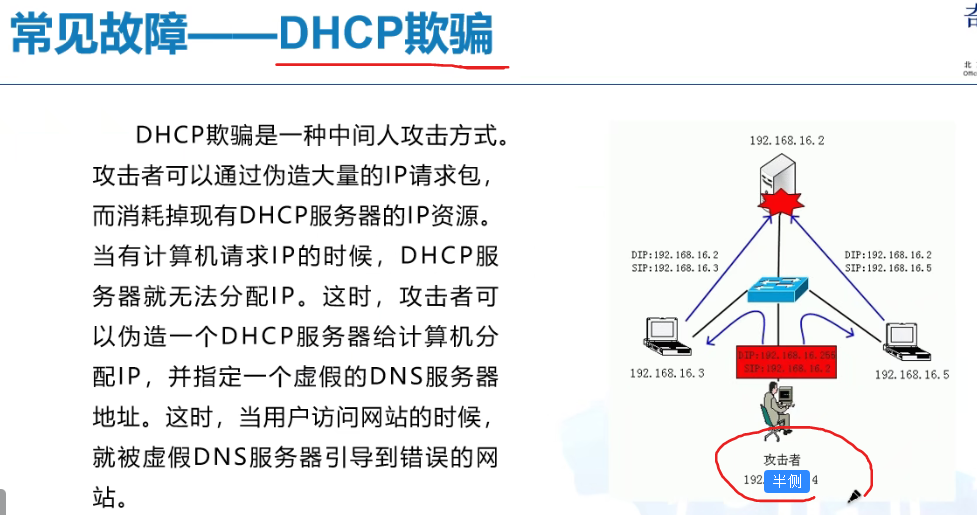 常见故障——DHCP欺骗
北
Offic
DHCP欺骗是一种中间人攻击方式。
攻击者可以通过伪造大量的IP请求包，
而消耗掉现有DHCP服务器的IP资源。
当有计算机请求IP的时候，DHCP服
务器就无法分配IP。这时，攻击者可
以伪造一个DHCP服务器给计算机分
配IP，并指定一个虚假的DNS服务器
地址。这时，当用户访问网站的时候，
就被虚假DNS服务器引导到错误的网
站。
192.168.16.2
DIP:192.168.16.2
SIP:192.168.16.3
DIP:192.168.16.2
SIP:192.168.16.5
DIP:192.168.16.255
SIP:192.168.16.2
192.168.16.3
192.168.16.5
攻击者
192
半侧
4